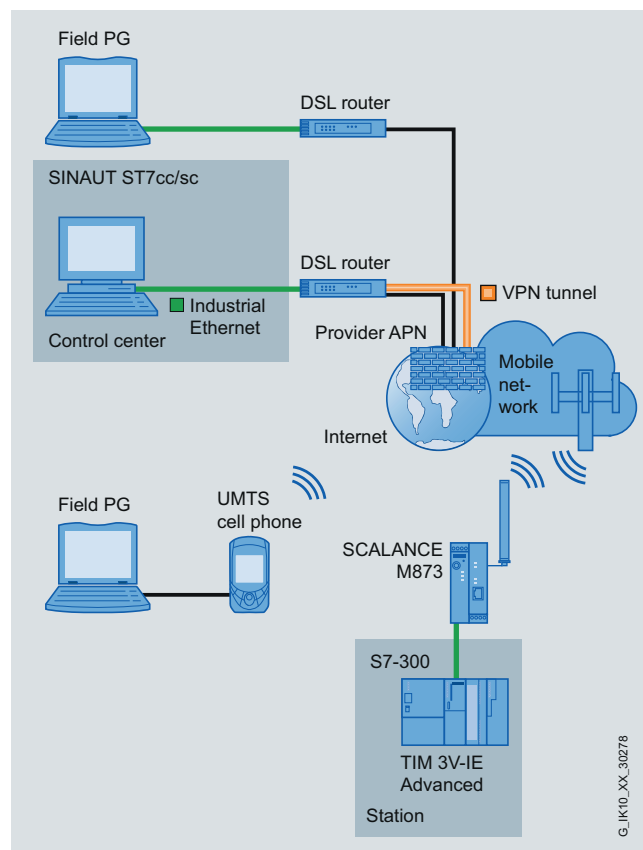 Field PG
DSL router
SINAUT ST7cc/sc
DSL router
VPN tunnel
Industrial
Ethernet
Control center
Provider APN
Mobile
net-
work
Internet
Field PG
UMTS
cell phone
SCALANCE
M873
S7-300
TIM 3V-IE
Advanced
Station
G_IK10_XX_30278